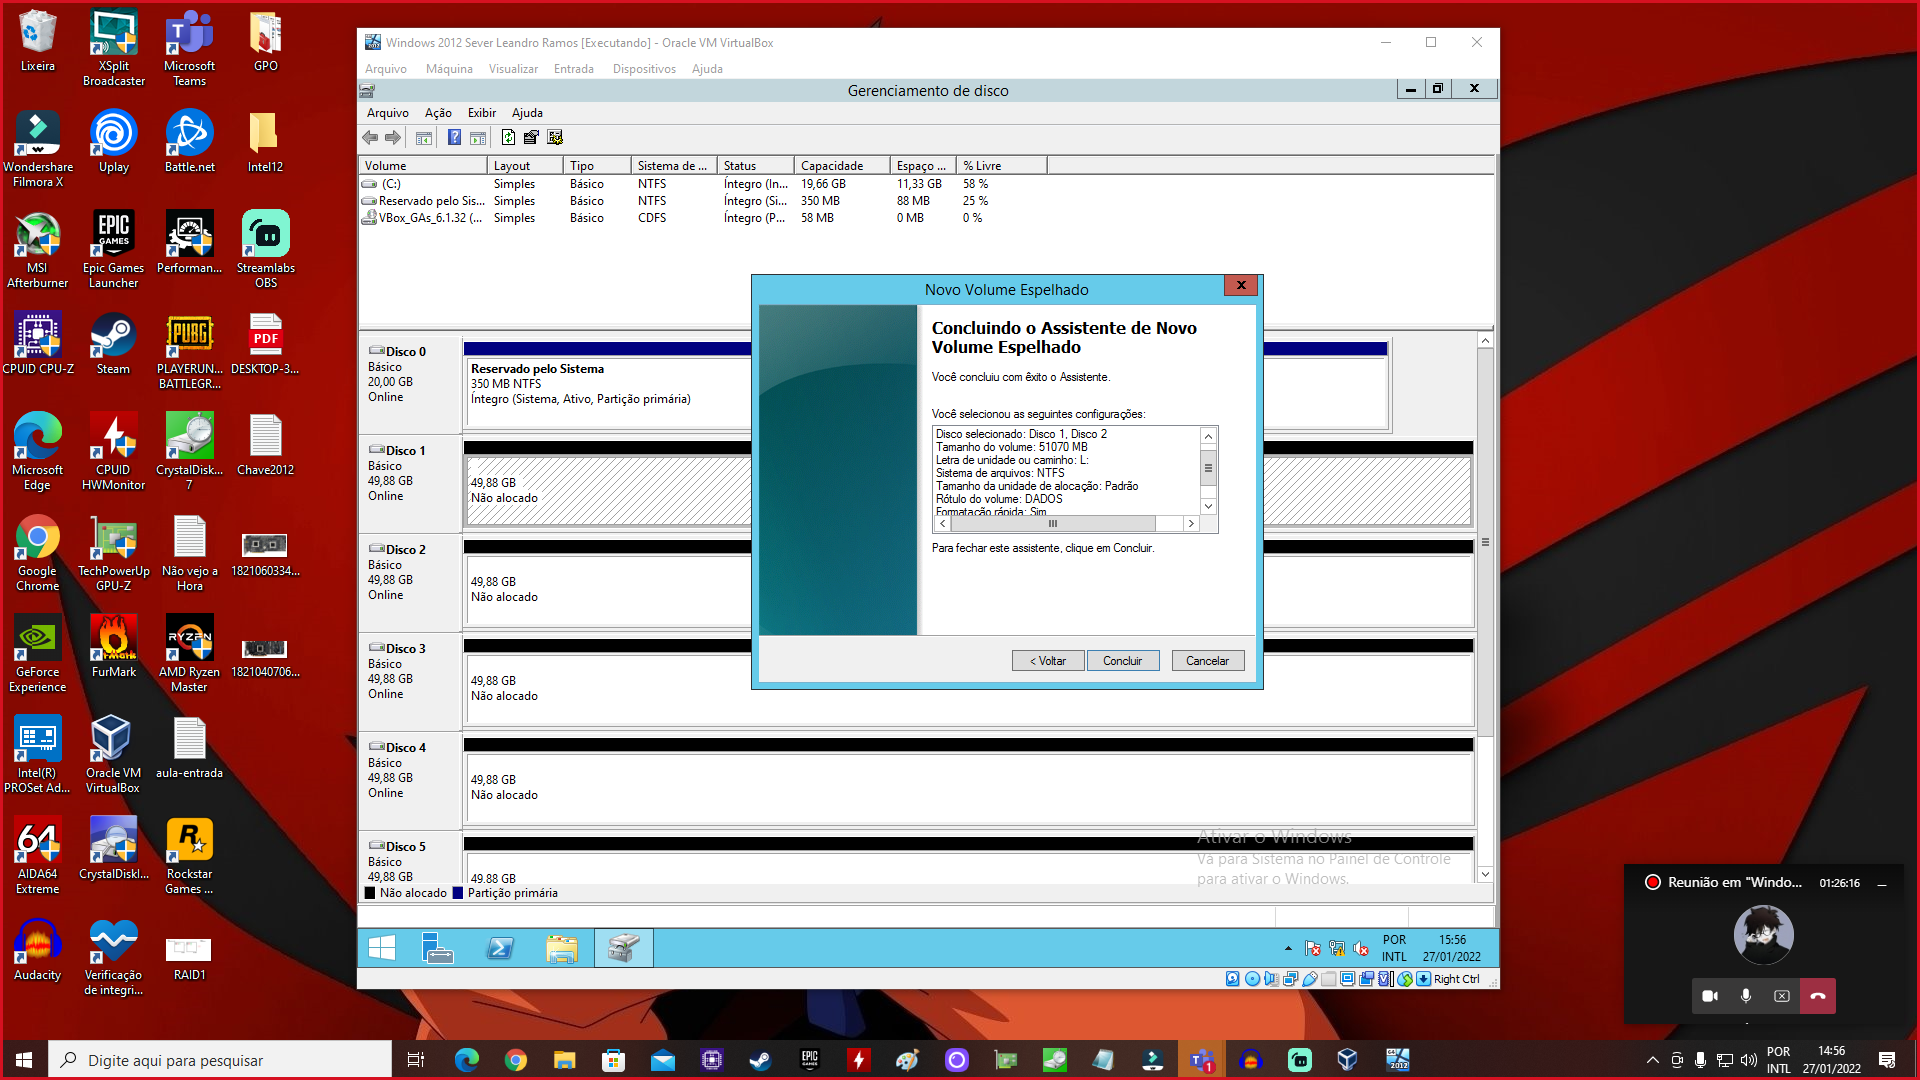 Lixeira
XSplit Broadcaster
Microsoft Teams
GPO
Wondershare Filmora X
Uplay
Battle.net
Intel12
MSI Afterburner
Epic Games Launcher
Performan...
Streamlabs OBS
CPUID CPU-Z
Steam
PLAYERUN... BATTLEGR...
DESKTOP-3...
Microsoft Edge
CPUID HWMonitor
CrystalDisk... 7
Chave2012
Google Chrome
TechPowerUp GPU-Z
Não vejo a Hora
1821060334...
GeForce Experience
FurMark
AMD Ryzen Master
1821040706...
Intel(R) PROSet Ad...
Oracle VM VirtualBox
aula-entrada
AIDA64 Extreme
CrystalDiskI...
Rockstar Games ...
Audacity
Verificação de integri...
RAID1
Windows 2012 Sever Leandro Ramos [Executando] - Oracle VM VirtualBox
Arquivo Máquina Visualizar Entrada Dispositivos Ajuda
Gerenciamento de disco
Arquivo Ação Exibir Ajuda
Volume Layout Tipo Sistema de ... Status Capacidade Espaço ... % Livre
(C:) Simples Básico NTFS Íntegro (In... 19,66 GB 11,33 GB 58 %
Reservado pelo Sis... Simples Básico NTFS Íntegro (Si... 350 MB 88 MB 25 %
VBox_GAs_6.1.32 (... Simples Básico CDFS Íntegro (P... 58 MB 0 MB 0 %
Disco 0
Básico
20,00 GB
Online
Reservado pelo Sistema
350 MB NTFS
Íntegro (Sistema, Ativo, Partição primária)
Disco 1
Básico
49,88 GB
Online
49,88 GB
Não alocado
Disco 2
Básico
49,88 GB
Online
49,88 GB
Não alocado
Disco 3
Básico
49,88 GB
Online
49,88 GB
Não alocado
Disco 4
Básico
49,88 GB
Online
49,88 GB
Não alocado
Disco 5
Básico
49,88 GB
49,88 GB
Não alocado Partição primária
Novo Volume Espelhado
Concluindo o Assistente de Novo
Volume Espelhado
Você concluiu com êxito o Assistente.
Você selecionou as seguintes configurações:
Disco selecionado: Disco 1, Disco 2
Tamanho do volume: 51070 MB
Letra de unidade ou caminho: L:
Sistema de arquivos: NTFS
Tamanho da unidade de alocação: Padrão
Rótulo do volume: DADOS
Formatação rápida: Sim
Para fechar este assistente, clique em Concluir.
< Voltar Concluir Cancelar
Ativar o Windows
Vá para Sistema no Painel de Controle
para ativar o Windows.
POR
INTL
15:56
27/01/2022
Right Ctrl
Reunião em "Windo... 01:26:16
Digite aqui para pesquisar
POR
INTL
14:56
27/01/2022